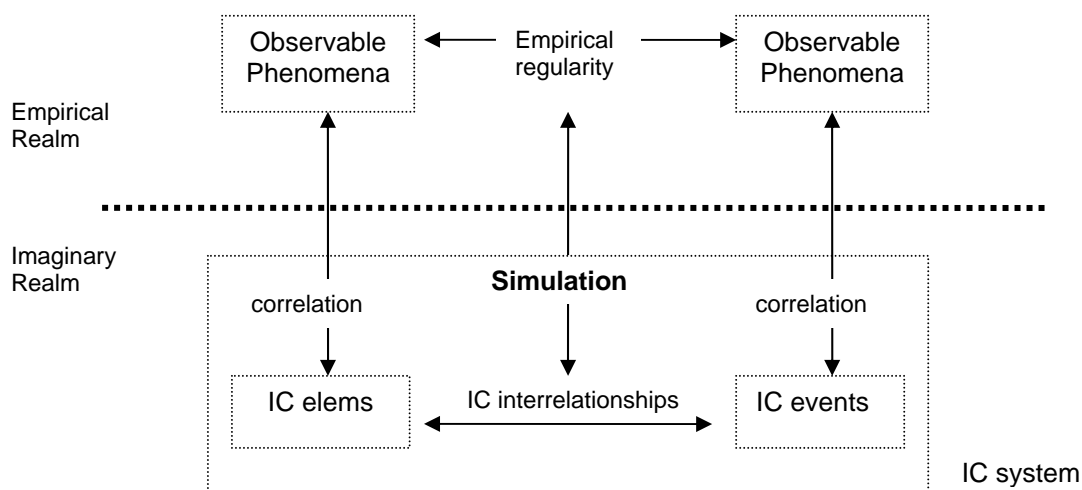 Observable
Phenomena
Empirical
regularity
Observable
Phenomena
Empirical
Realm
Imaginary
Realm
Simulation
correlation
correlation
IC elems
IC interrelationships
IC events
IC system